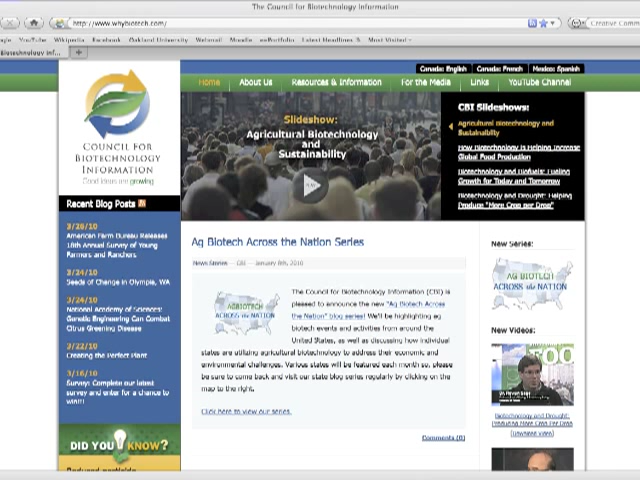 The Council for Biotechnology Information
http://www.whybiotech.com/
Creative Comm
YouTube Wikipedia Facebook Oakland University Webmail Moodle ePortfolio Latest Headlines Most Visited
Biotechnology Inf...
Canada: English Canada: French Mexico: Spanish
Home About Us Resources & Information For the Media Links YouTube Channel
COUNCIL FOR
BIOTECHNOLOGY
INFORMATION
Good ideas are growing
Slideshow:
Agricultural Biotechnology
and
Sustainability
CBI Slideshows:
Agricultural Biotechnology and
Sustainability
How Biotechnology is Helping Increase
Global Food Production
Biotechnology and Biofuels: Fueling
Growth for Today and Tomorrow
Biotechnology and Drought: Helping
Produce "More Crop per Drop"
Recent Blog Posts
3/26/10
American Farm Bureau Releases
18th Annual Survey of Young
Farmers and Ranchers
3/24/10
Seeds of Change in Olympia, WA
3/24/10
National Academy of Sciences:
Genetic Engineering Can Combat
Citrus Greening Disease
3/22/10
Creating the Perfect Plant
3/16/10
Survey: Complete our latest
survey and enter for a chance to
win!!!
DID YOU KNOW?
Reduced pesticide
Ag Biotech Across the Nation Series
News Stories — CBI — January 8th, 2010
AG BIOTECH
ACROSS the NATION
The Council for Biotechnology Information (CBI) is
pleased to announce the new "Ag Biotech Across
the Nation" blog series! We'll be highlighting ag
biotech events and activities from around the
United States, as well as discussing how individual
states are utilizing agricultural biotechnology to address their economic and
environmental challenges. Various states will be featured each month so, please
be sure to come back and visit our state blog series regularly by clicking on the
map to the right.
Click here to view our series.
Comments (0)
New Series:
AG BIOTECH
ACROSS the NATION
New Videos:
Biotechnology and Drought:
Producing More Crop Per Drop